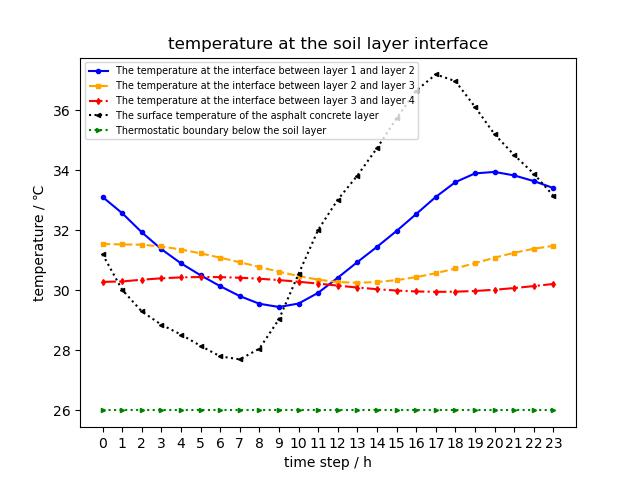 temperature at the soil layer interface
The temperature at the interface between layer 1 and layer 2
The temperature at the interface between layer 2 and layer 3
The temperature at the interface between layer 3 and layer 4
The surface temperature of the asphalt concrete layer
Thermostatic boundary below the soil layer
temperature / ℃
36
34
32
30
28
26
0 1 2 3 4 5 6 7 8 9 10 11 12 13 14 15 16 17 18 19 20 21 22 23
time step / h